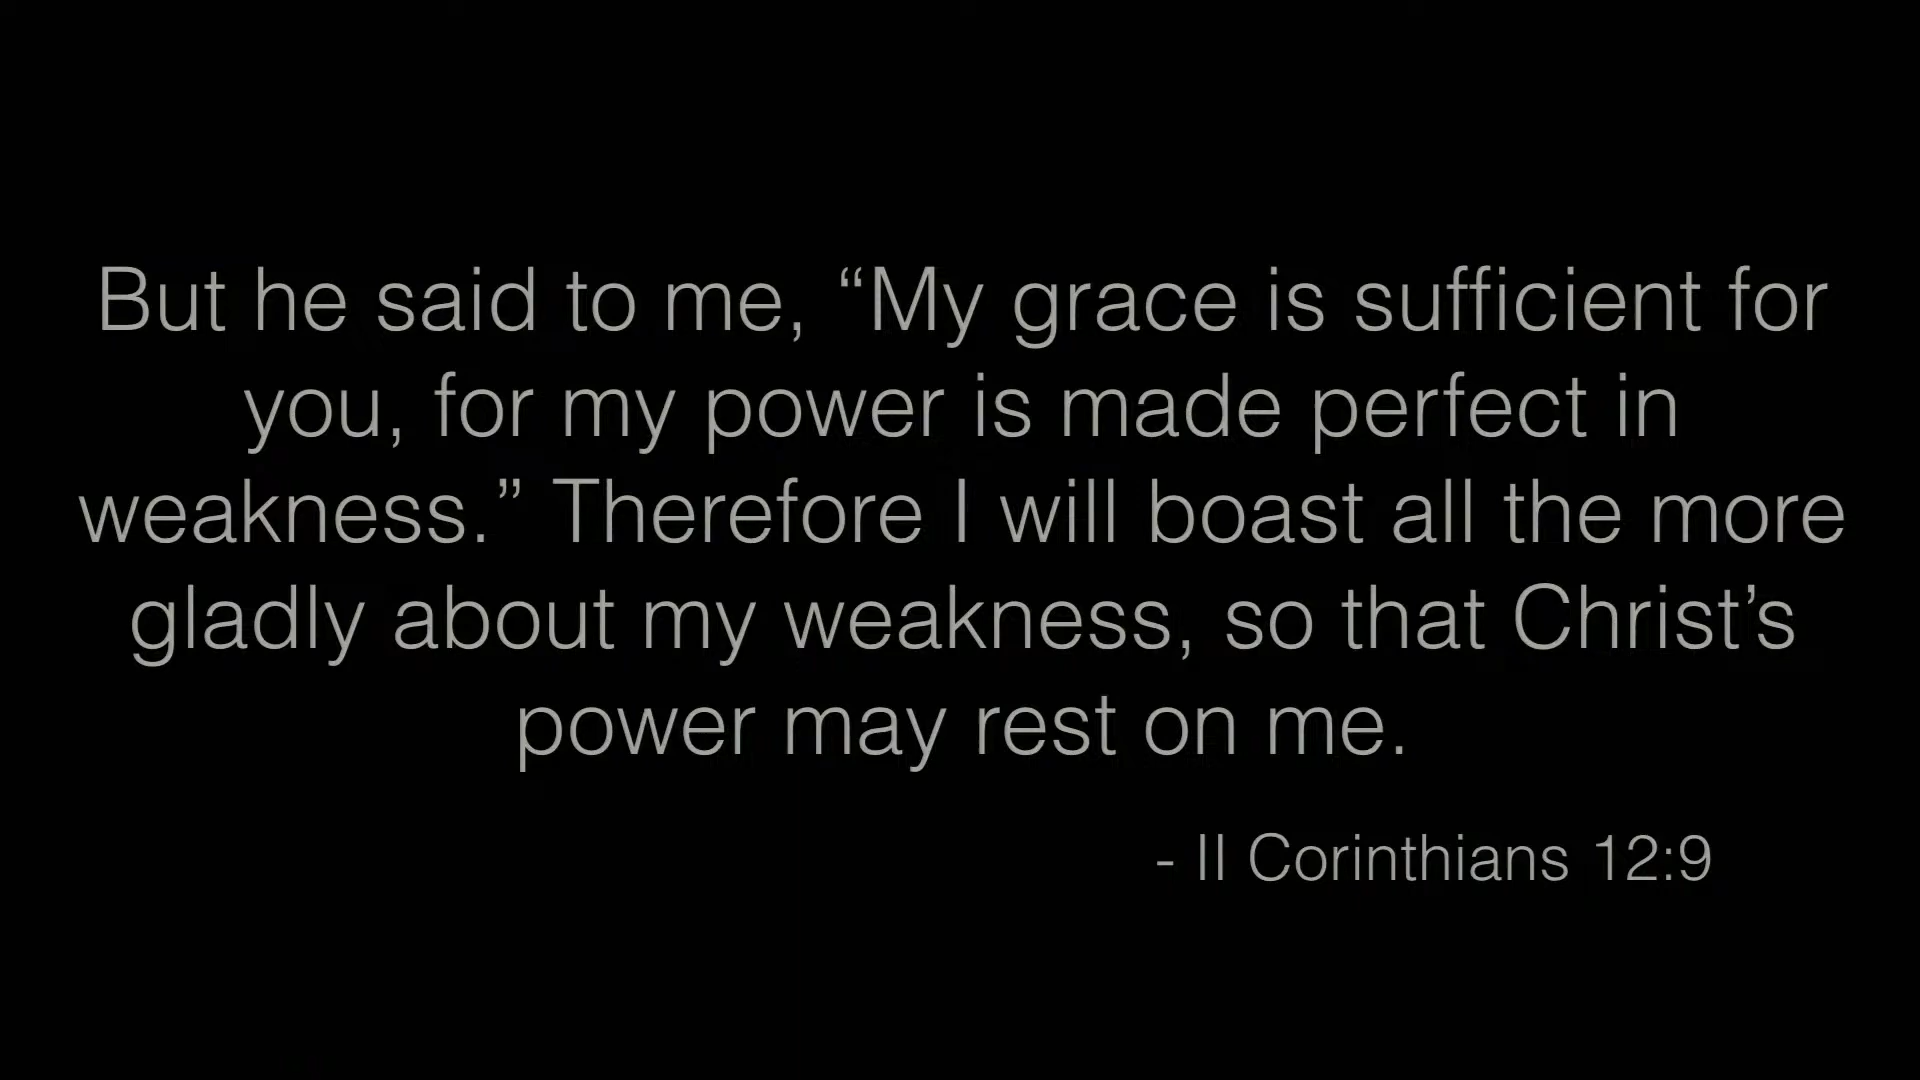 But he said to me, “My grace is sufficient for
you, for my power is made perfect in
weakness.” Therefore I will boast all the more
gladly about my weakness, so that Christ’s
power may rest on me.
- II Corinthians 12:9